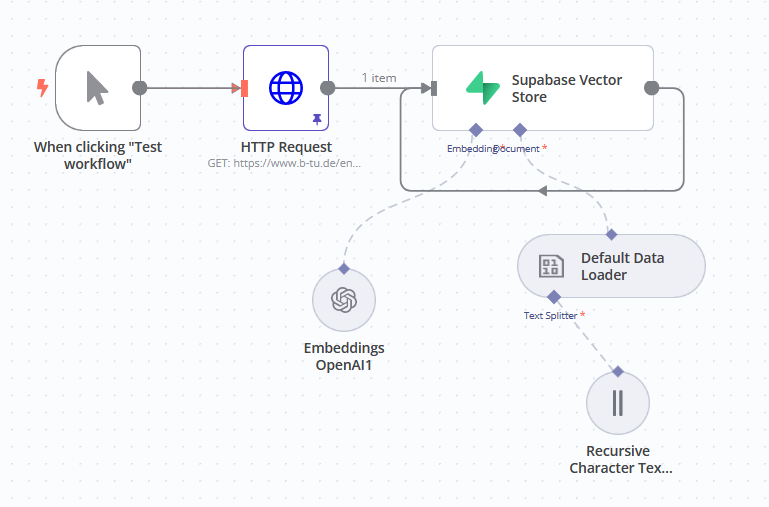 1 item
Supabase Vector
Store
When clicking "Test
workflow"
HTTP Request
GET: https://www.b-tu.de/en...
Embedding *
Document *
Default Data
Loader
Text Splitter *
Embeddings
OpenAI1
Recursive
Character Tex...